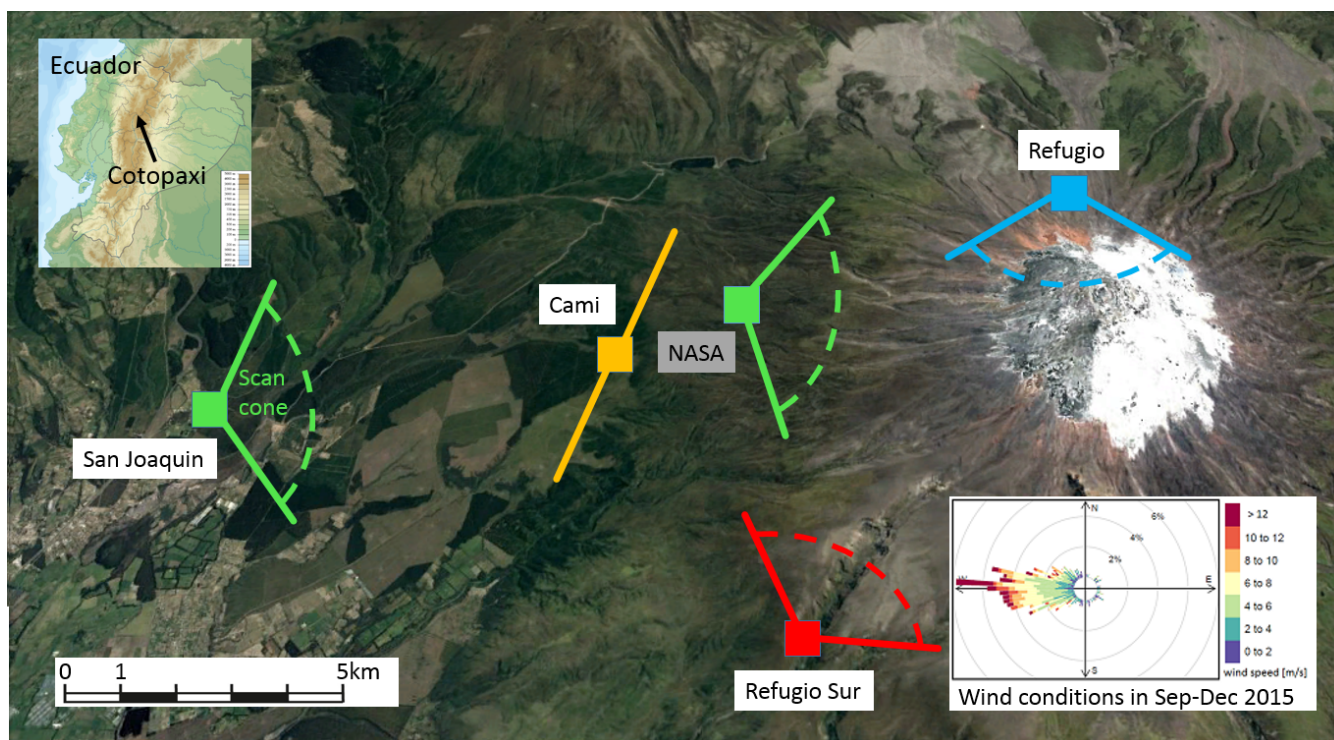 Ecuador
Cotopaxi
Refugio
Cami
NASA
Scan
cone
San Joaquin
Refugio Sur
0 1 5km
N
6%
4%
2%
E
S
> 12
10 to 12
8 to 10
6 to 8
4 to 6
2 to 4
0 to 2
wind speed [m/s]
Wind conditions in Sep-Dec 2015